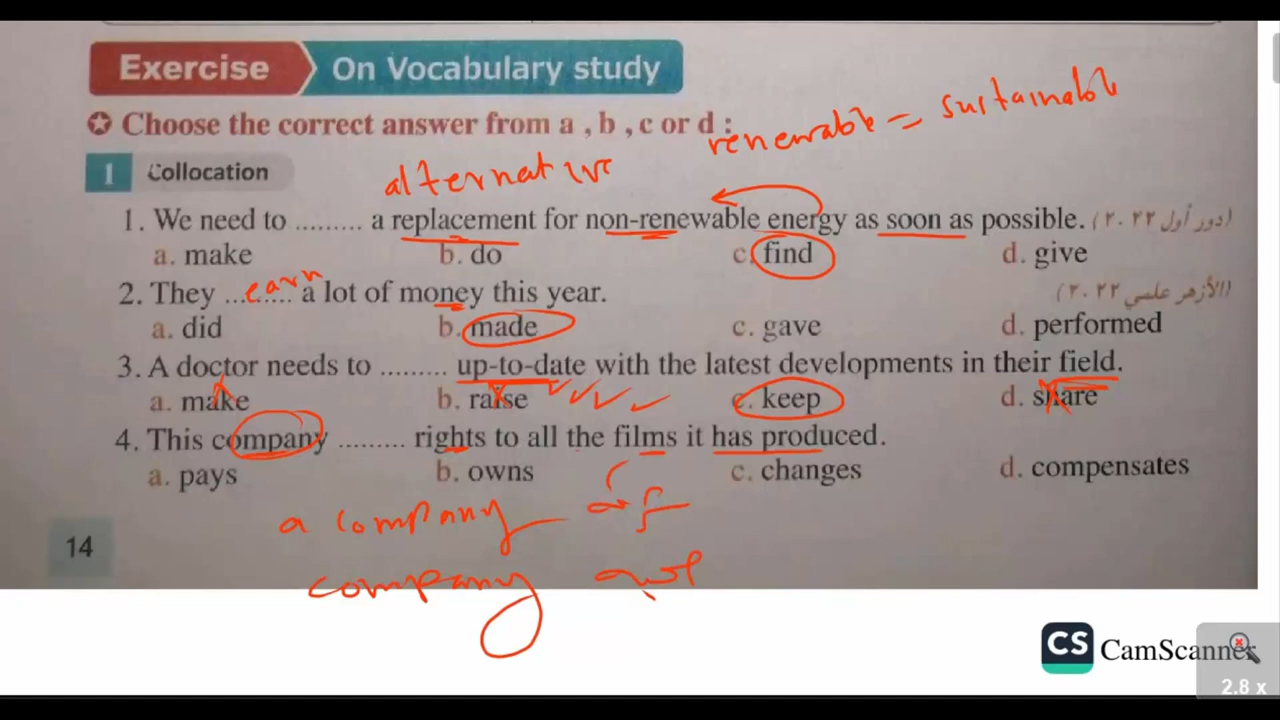 Exercise On Vocabulary study
Choose the correct answer from a , b , c or d :
renewable = sustainable
1 Collocation
alternative
1. We need to ......... a replacement for non-renewable energy as soon as possible. (دور أول ٢٠٢٢)
a. make b. do c. find d. give
earn
2. They ......... a lot of money this year. (الأزهر علمي ٢٠٢٢)
a. did b. made c. gave d. performed
3. A doctor needs to ......... up-to-date with the latest developments in their field.
a. make b. raise c. keep d. share
4. This company ......... rights to all the films it has produced.
a. pays b. owns c. changes d. compensates
a company
company
14
CS CamScanner
2.8 x